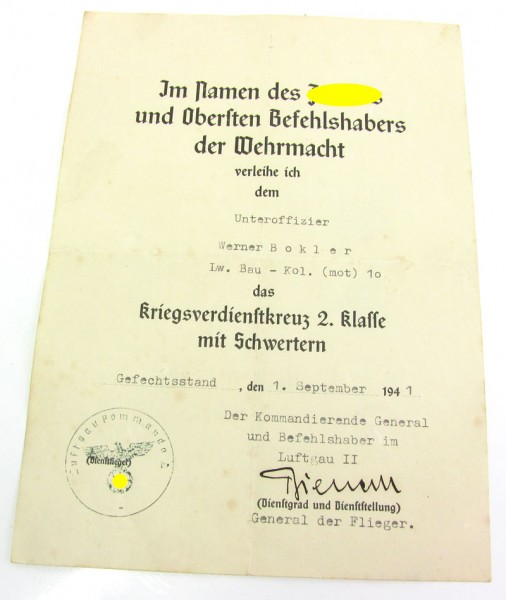 Im Namen des
und Obersten Befehlshabers
der Wehrmacht
verleihe ich
dem
Unteroffizier
Werner B o k l e r
Lw. Bau - Kol. (mot) 1o
das
Kriegsverdienstkreuz 2. Klasse
mit Schwertern
Gefechtsstand , den 1. September 1941
Der Kommandierende General
und Befehlshaber im
Luftgau II
(Dienstsiegel)
(Dienstgrad und Dienststellung)
General der Flieger.